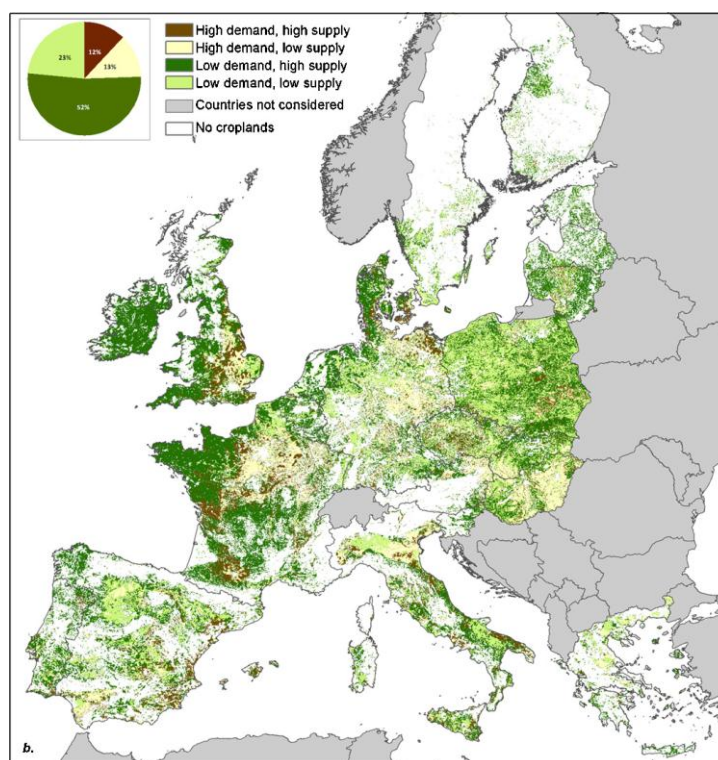 12%
13%
23%
52%
High demand, high supply
High demand, low supply
Low demand, high supply
Low demand, low supply
Countries not considered
No croplands
b.